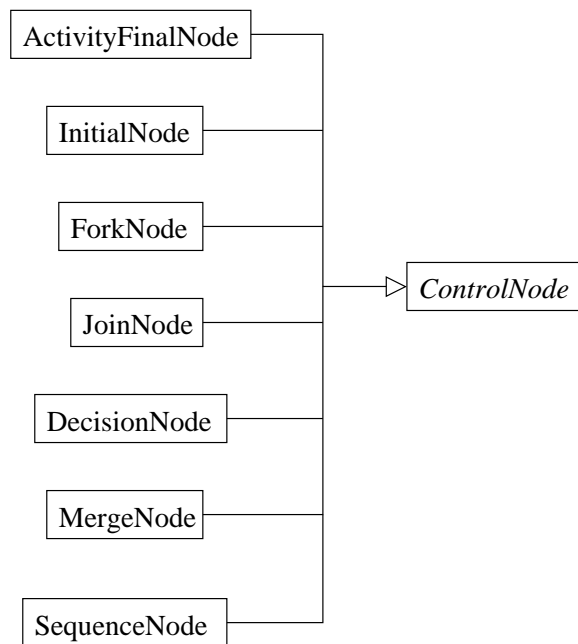 ActivityFinalNode
InitialNode
ForkNode
ControlNode
JoinNode
DecisionNode
MergeNode
SequenceNode